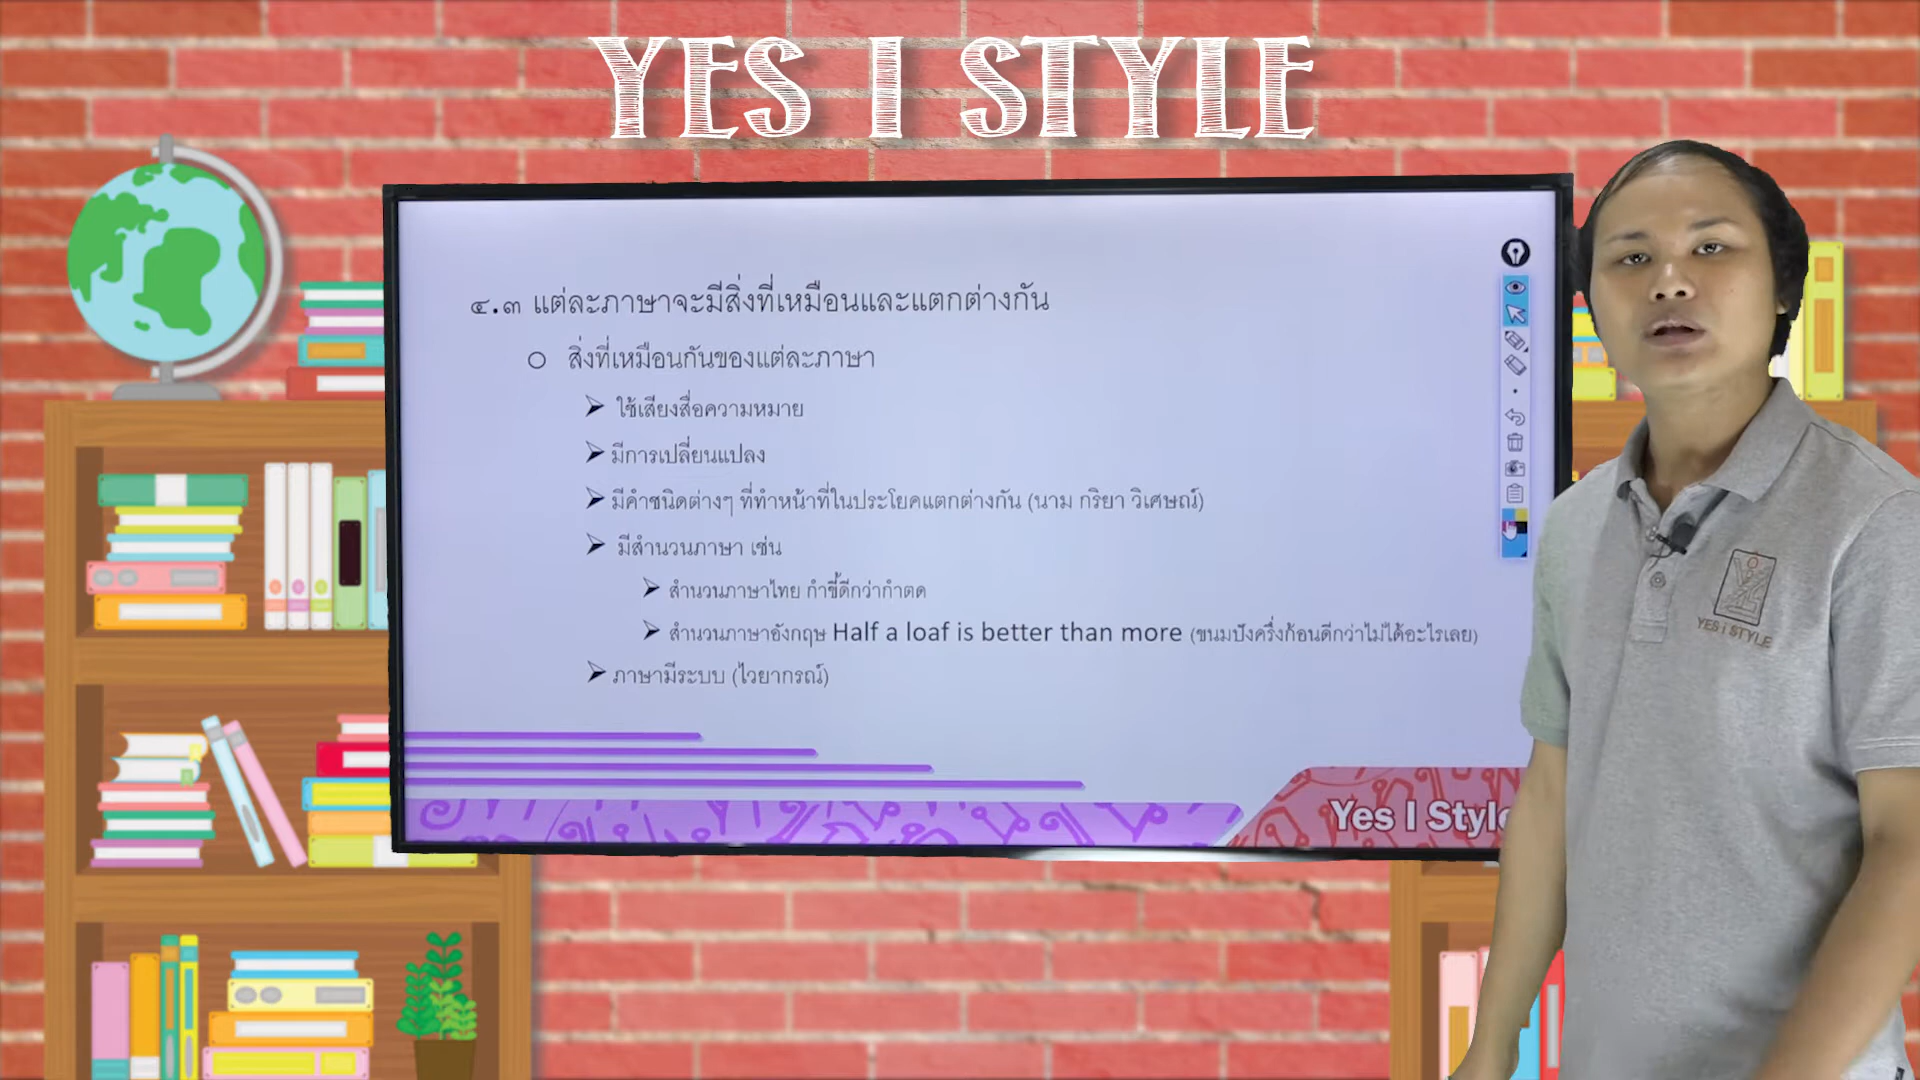 YES I STYLE
๔.๓ แต่ละภาษาจะมีสิ่งที่เหมือนและแตกต่างกัน
สิ่งที่เหมือนกันของแต่ละภาษา
ใช้เสียงสื่อความหมาย
มีการเปลี่ยนแปลง
มีคำชนิดต่างๆ ที่ทำหน้าที่ในประโยคแตกต่างกัน (นาม กริยา วิเศษณ์)
มีสำนวนภาษา เช่น
สำนวนภาษาไทย กำขี้ดีกว่ากำตด
สำนวนภาษาอังกฤษ Half a loaf is better than more (ขนมปังครึ่งก้อนดีกว่าไม่ได้อะไรเลย)
ภาษามีระบบ (ไวยากรณ์)
Yes I Style
YES i STYLE